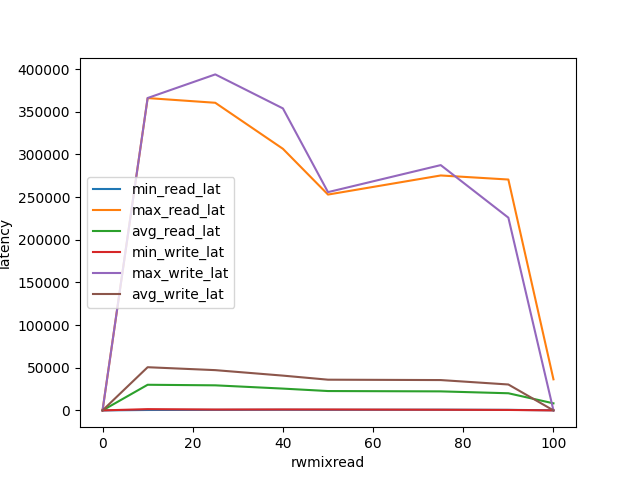 400000
350000
300000
250000
200000
150000
100000
50000
0
latency
min_read_lat
max_read_lat
avg_read_lat
min_write_lat
max_write_lat
avg_write_lat
0 20 40 60 80 100
rwmixread